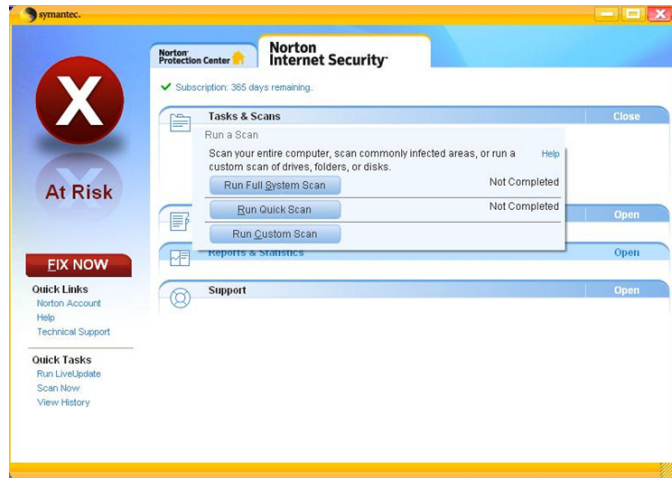 symantec.
Norton
Protection Center
Norton
Internet Security
Subscription: 365 days remaining.
X
At Risk
FIX NOW
Quick Links
Norton Account
Help
Technical Support
Quick Tasks
Run LiveUpdate
Scan Now
View History
Tasks & Scans Close
Run a Scan
Scan your entire computer, scan commonly infected areas, or run a Help
custom scan of drives, folders, or disks.
Run Full System Scan Not Completed
Run Quick Scan Not Completed
Run Custom Scan
Open
Reports & Statistics Open
Support Open